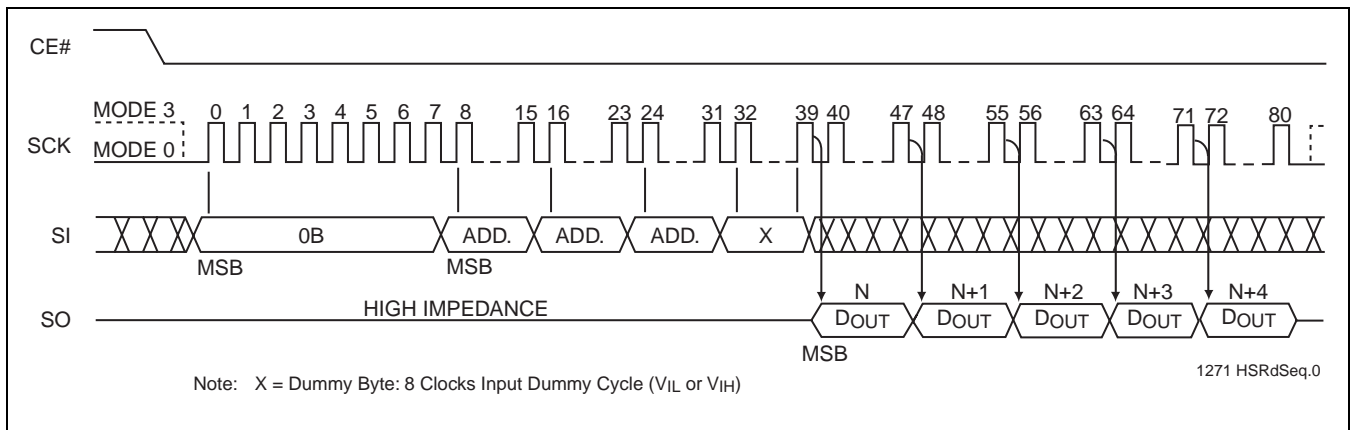 CE#
MODE 3
0 1 2 3 4 5 6 7 8 15 16 23 24 31 32 39 40 47 48 55 56 63 64 71 72 80
SCK
MODE 0
SI
0B ADD. ADD. ADD. X
MSB MSB
N N+1 N+2 N+3 N+4
HIGH IMPEDANCE
SO
DOUT DOUT DOUT DOUT DOUT
MSB
1271 HSRdSeq.0
Note: X = Dummy Byte: 8 Clocks Input Dummy Cycle (VIL or VIH)